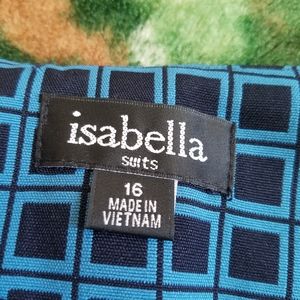 isabella
suits
16
MADE IN
VIETNAM